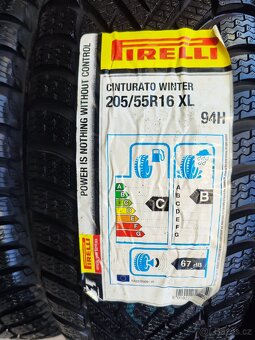 PIRELLI
POWER IS NOTHING WITHOUT CONTROL
CINTURATO WINTER
205/55R16 XL
94H
A
B
C
D
E
F
G
C
A
B
C
D
E
F
G
B
67 dB
PIRELLI